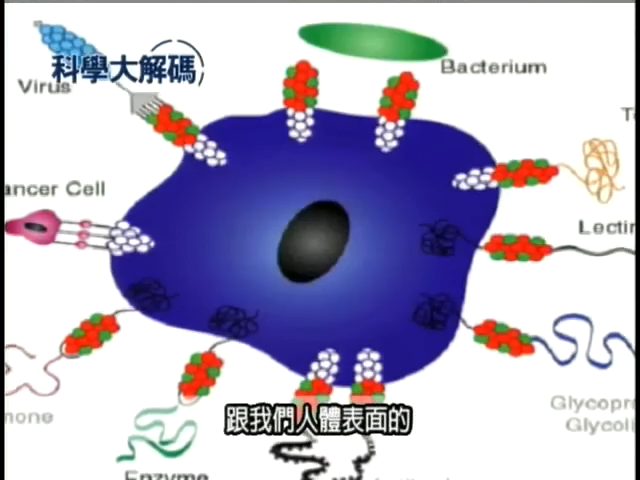 科學大解碼
Virus
Bacterium
ancer Cell
Lectin
Glycopr
Glycoli
mone
Enzyme
跟我們人體表面的